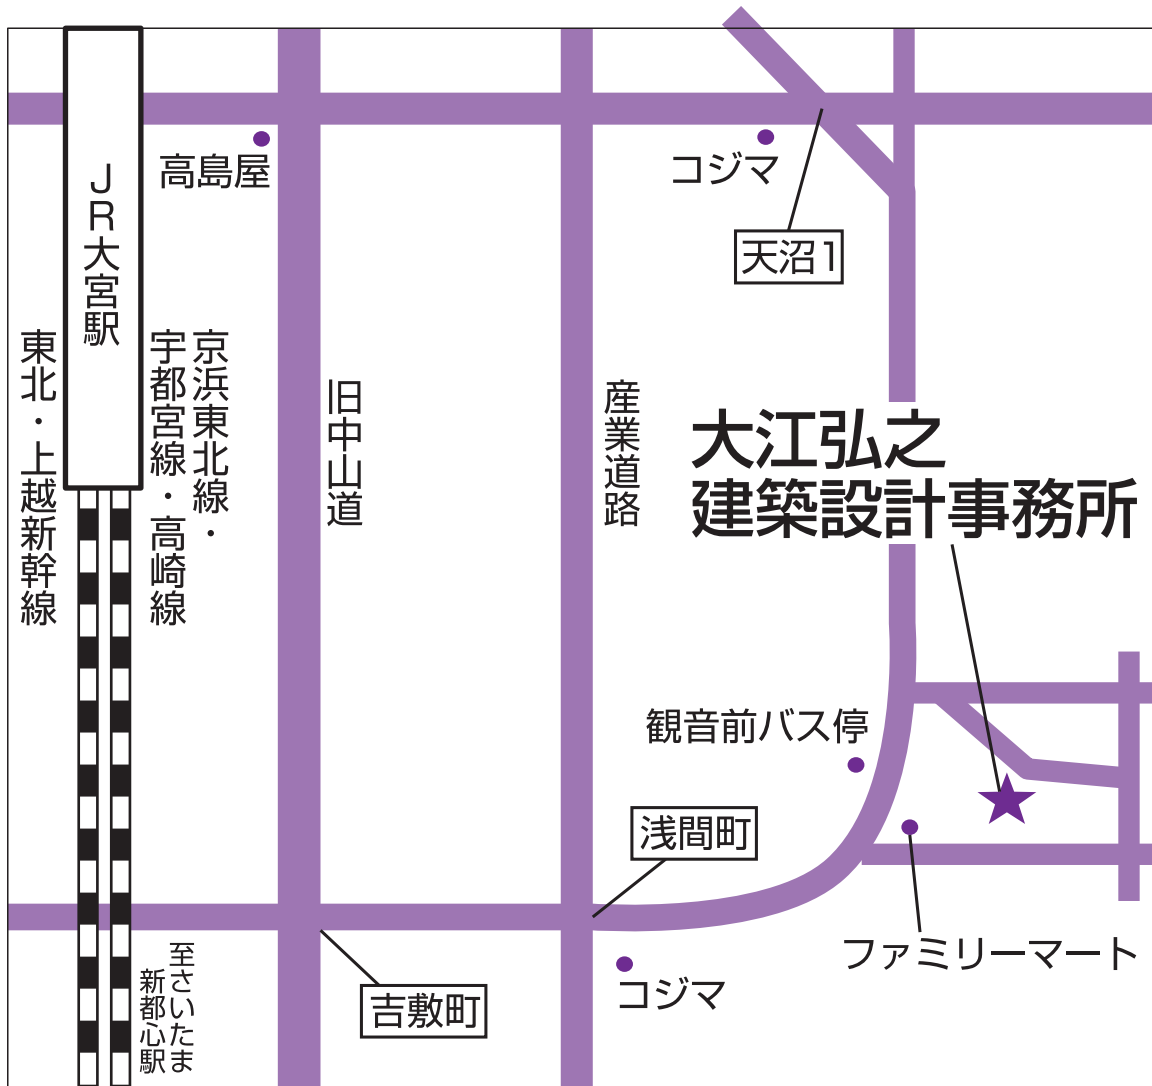 JR大宮駅
高島屋
コジマ
天沼1
東北・上越新幹線
京浜東北線・
宇都宮線・高崎線
旧中山道
産業道路
大江弘之
建築設計事務所
観音前バス停
浅間町
ファミリーマート
コジマ
吉敷町
至さいたま
新都心駅